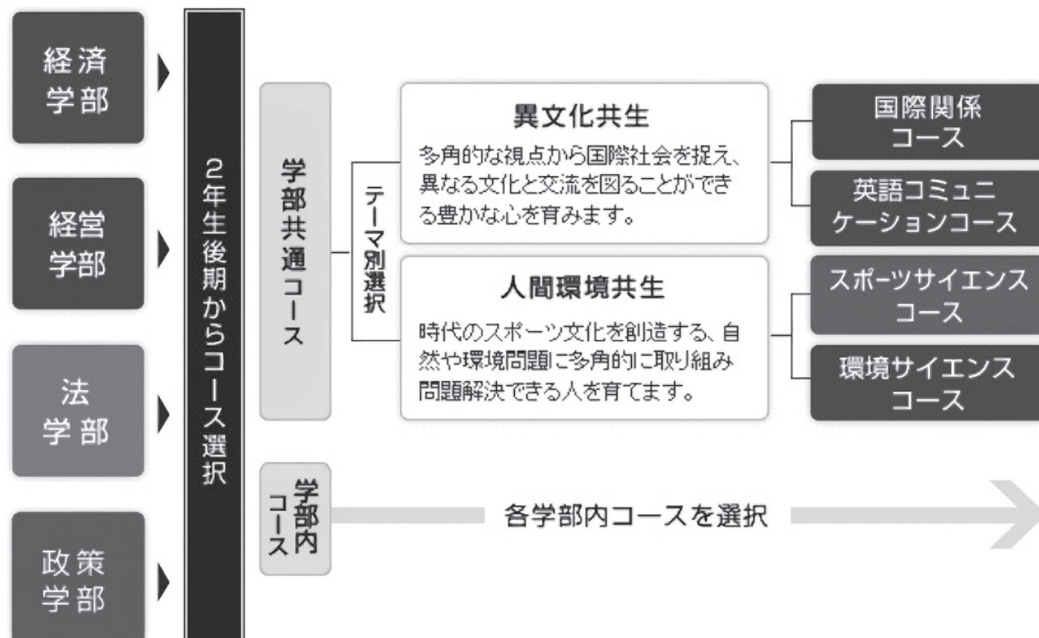 経済
学部
経営
学部
法
学部
政策
学部
2年生後期からコース選択
学部共通コース
テーマ別選択
異文化共生
多角的な視点から国際社会を捉え、
異なる文化と交流を図ることができ
る豊かな心を育みます。
国際関係
コース
英語コミュニ
ケーションコース
人間環境共生
時代のスポーツ文化を創造する、自
然や環境問題に多角的に取り組み
問題解決できる人を育てます。
スポーツサイエンス
コース
環境サイエンス
コース
学部内
コース
各学部内コースを選択